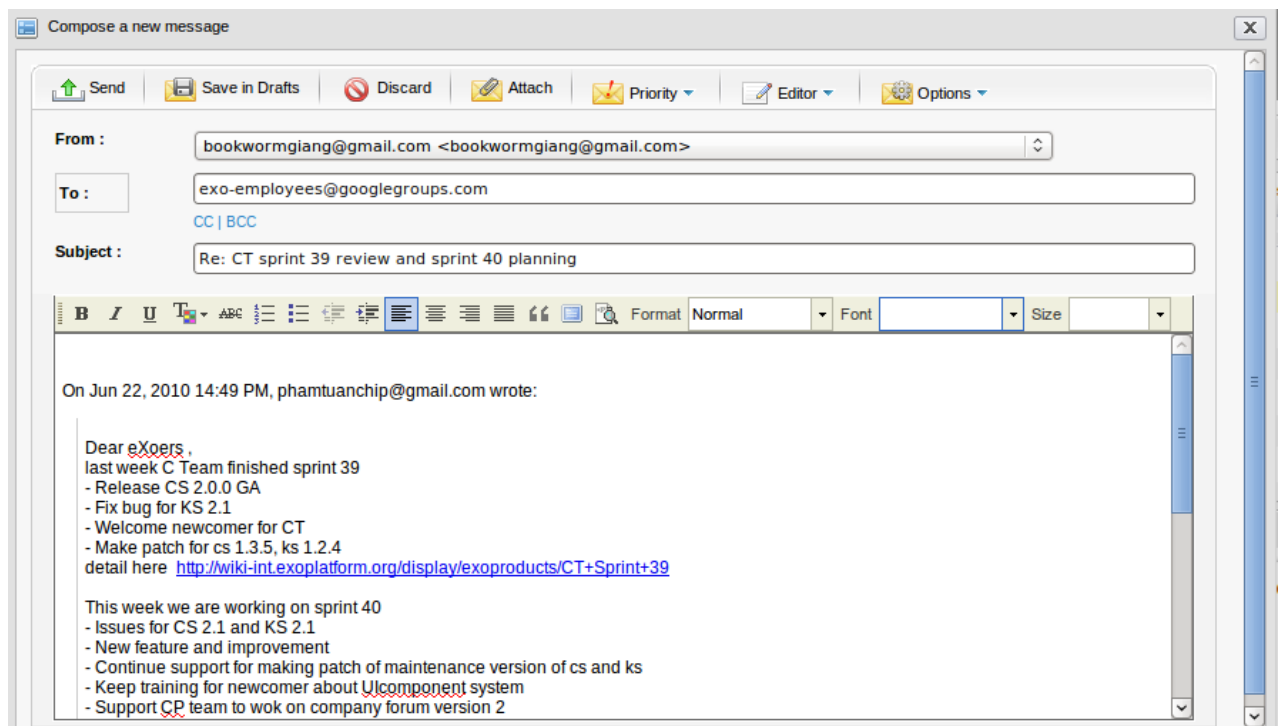 Compose a new message X
Send Save in Drafts Discard Attach Priority Editor Options
From : bookwormgiang@gmail.com <bookwormgiang@gmail.com>
To : exo-employees@googlegroups.com
CC | BCC
Subject : Re: CT sprint 39 review and sprint 40 planning
B I U T ABC Format Normal Font Size
On Jun 22, 2010 14:49 PM, phamtuanchip@gmail.com wrote:
Dear eXoers ,
last week C Team finished sprint 39
- Release CS 2.0.0 GA
- Fix bug for KS 2.1
- Welcome newcomer for CT
- Make patch for cs 1.3.5, ks 1.2.4
detail here http://wiki-int.exoplatform.org/display/exoproducts/CT+Sprint+39
This week we are working on sprint 40
- Issues for CS 2.1 and KS 2.1
- New feature and improvement
- Continue support for making patch of maintenance version of cs and ks
- Keep training for newcomer about UIcomponent system
- Support CP team to wok on company forum version 2